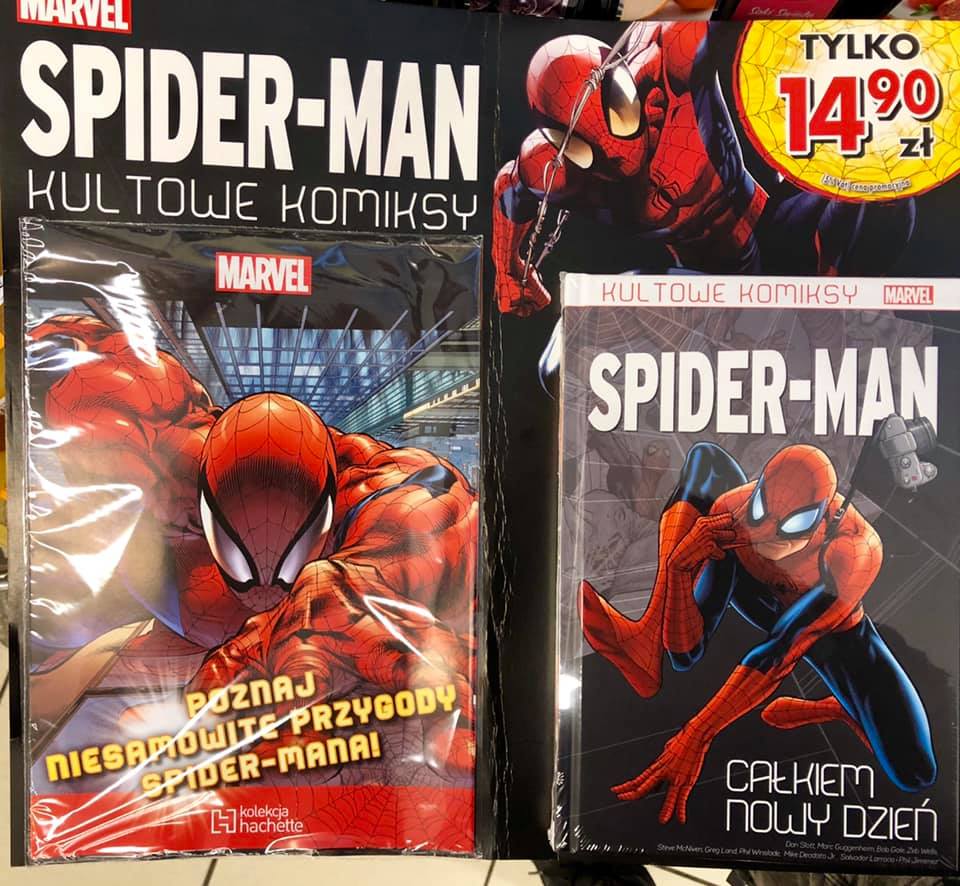 MARVEL
SPIDER-MAN
KULTOWE KOMIKSY
TYLKO
14 90
zł
cena promocyjna
MARVEL
POZNAJ
NIESAMOWITE PRZYGODY
SPIDER-MANA!
kolekcja
hachette
KULTOWE KOMIKSY MARVEL
SPIDER-MAN
CAŁKIEM
NOWY DZIEŃ
Dan Slott, Marc Guggenheim, Bob Gale, Zeb Wells,
Steve McNiven, Greg Land, Phil Winslade, Mike Deodato Jr., Salvador Larroca i Phil Jimenez